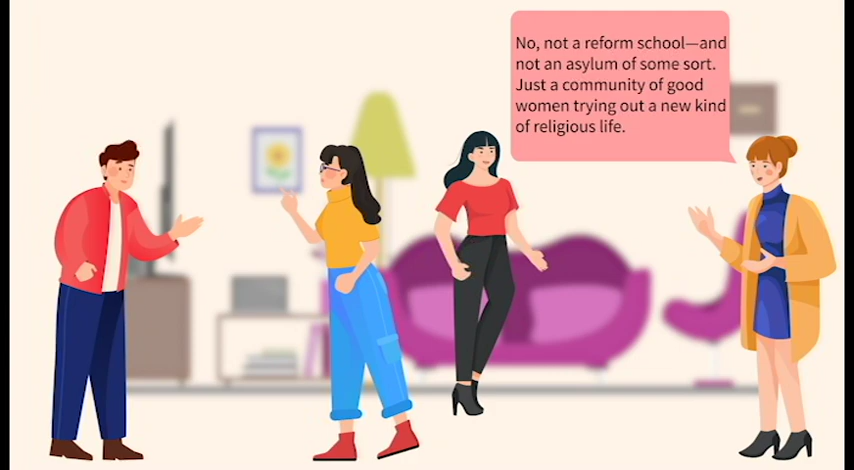 No, not a reform school—and
not an asylum of some sort.
Just a community of good
women trying out a new kind
of religious life.